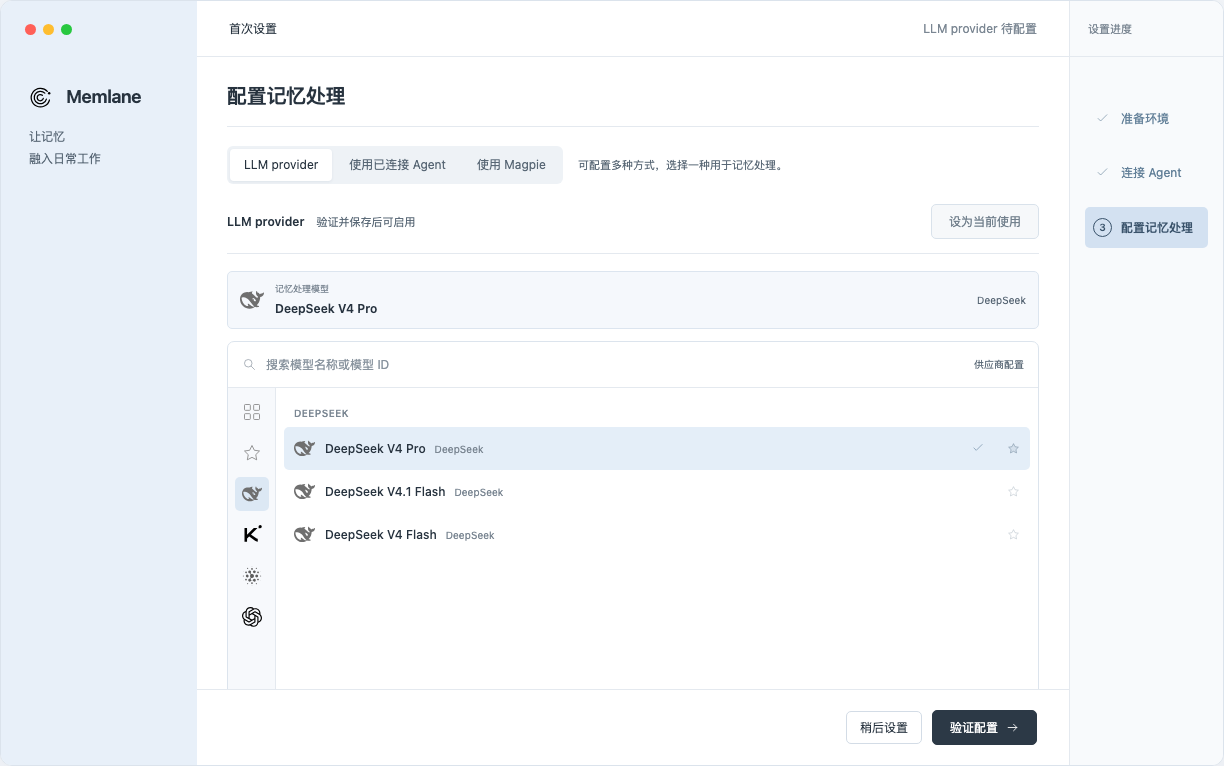 首次设置
LLM provider 待配置
设置进度
Memlane
让记忆
融入日常工作
配置记忆处理
LLM provider
使用已连接 Agent
使用 Magpie
可配置多种方式，选择一种用于记忆处理。
LLM provider 验证并保存后可启用
设为当前使用
记忆处理模型
DeepSeek V4 Pro
DeepSeek
搜索模型名称或模型 ID
供应商配置
DEEPSEEK
DeepSeek V4 Pro DeepSeek
DeepSeek V4.1 Flash DeepSeek
DeepSeek V4 Flash DeepSeek
稍后设置
验证配置 →
准备环境
连接 Agent
3 配置记忆处理